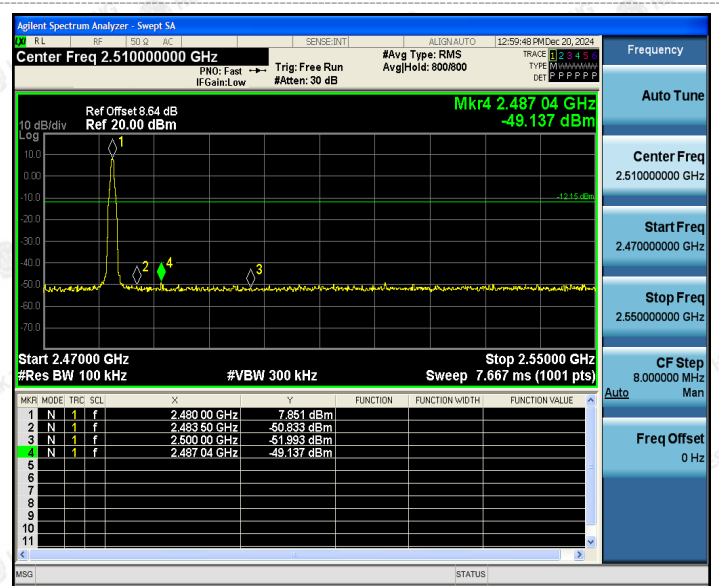 Agilent Spectrum Analyzer - Swept SA
LXI RL RF 50 Ω AC SENSE:INT ALIGN AUTO 12:59:48 PM Dec 20, 2024
Center Freq 2.510000000 GHz
PNO: Fast
IFGain:Low
Trig: Free Run
#Atten: 30 dB
#Avg Type: RMS
Avg|Hold: 800/800
TRACE 1 2 3 4 5 6
TYPE M W W W W W
DET P P P P P P
Ref Offset 8.64 dB
10 dB/div Ref 20.00 dBm
Log
Mkr4 2.487 04 GHz
-49.137 dBm
10.0
0.00
-10.0
-20.0
-30.0
-40.0
-50.0
-60.0
-70.0
1
2
4
3
-12.15 dBm
Start 2.47000 GHz Stop 2.55000 GHz
#Res BW 100 kHz #VBW 300 kHz Sweep 7.667 ms (1001 pts)
MKR MODE TRC SCL X Y FUNCTION FUNCTION WIDTH FUNCTION VALUE
1 N 1 f 2.480 00 GHz 7.851 dBm
2 N 1 f 2.483 50 GHz -50.833 dBm
3 N 1 f 2.500 00 GHz -51.993 dBm
4 N 1 f 2.487 04 GHz -49.137 dBm
5
6
7
8
9
10
11
MSG STATUS
Frequency
Auto Tune
Center Freq
2.510000000 GHz
Start Freq
2.470000000 GHz
Stop Freq
2.550000000 GHz
CF Step
8.000000 MHz
Auto Man
Freq Offset
0 Hz